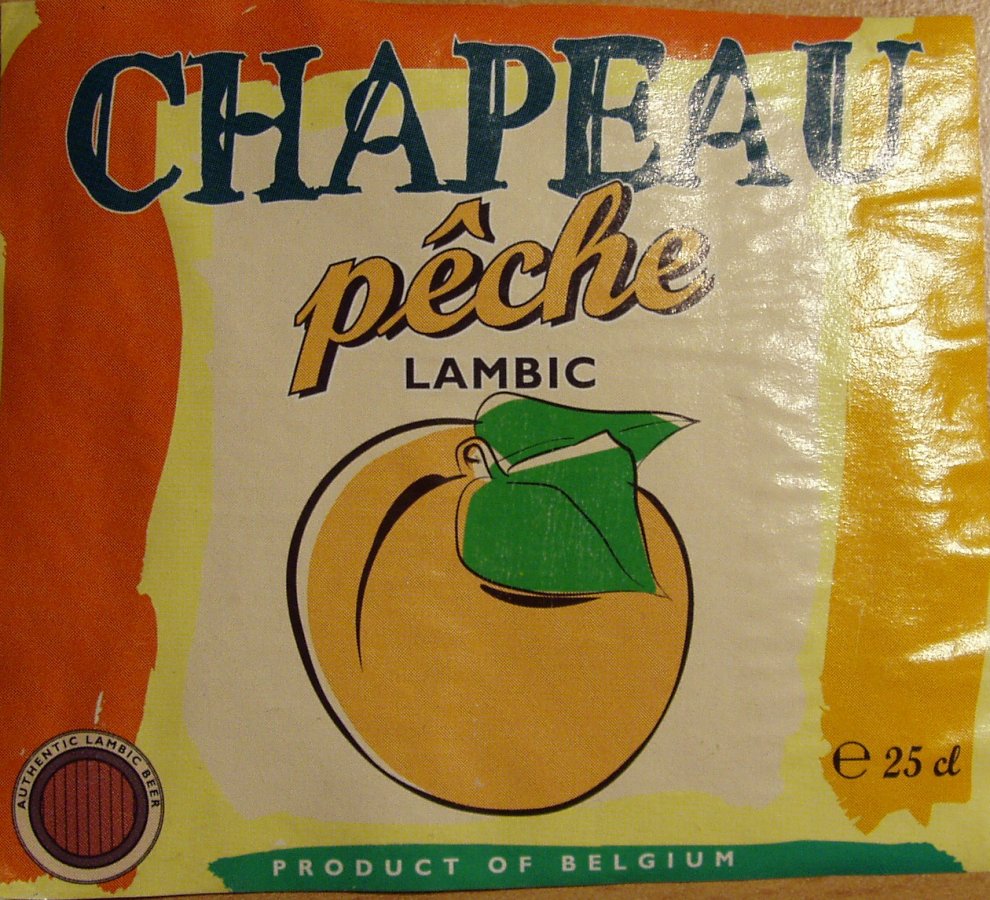 CHAPEAU
pêche
LAMBIC
AUTHENTIC LAMBIC BEER
℮ 25 cl
PRODUCT OF BELGIUM